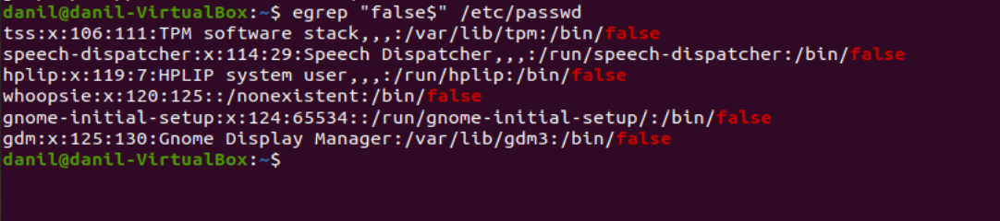 danil@danil-VirtualBox:~$ egrep "false$" /etc/passwd
tss:x:106:111:TPM software stack,,,:/var/lib/tpm:/bin/false
speech-dispatcher:x:114:29:Speech Dispatcher,,,:/run/speech-dispatcher:/bin/false
hplip:x:119:7:HPLIP system user,,,:/run/hplip:/bin/false
whoopsie:x:120:125::/nonexistent:/bin/false
gnome-initial-setup:x:124:65534::/run/gnome-initial-setup/:/bin/false
gdm:x:125:130:Gnome Display Manager:/var/lib/gdm3:/bin/false
danil@danil-VirtualBox:~$